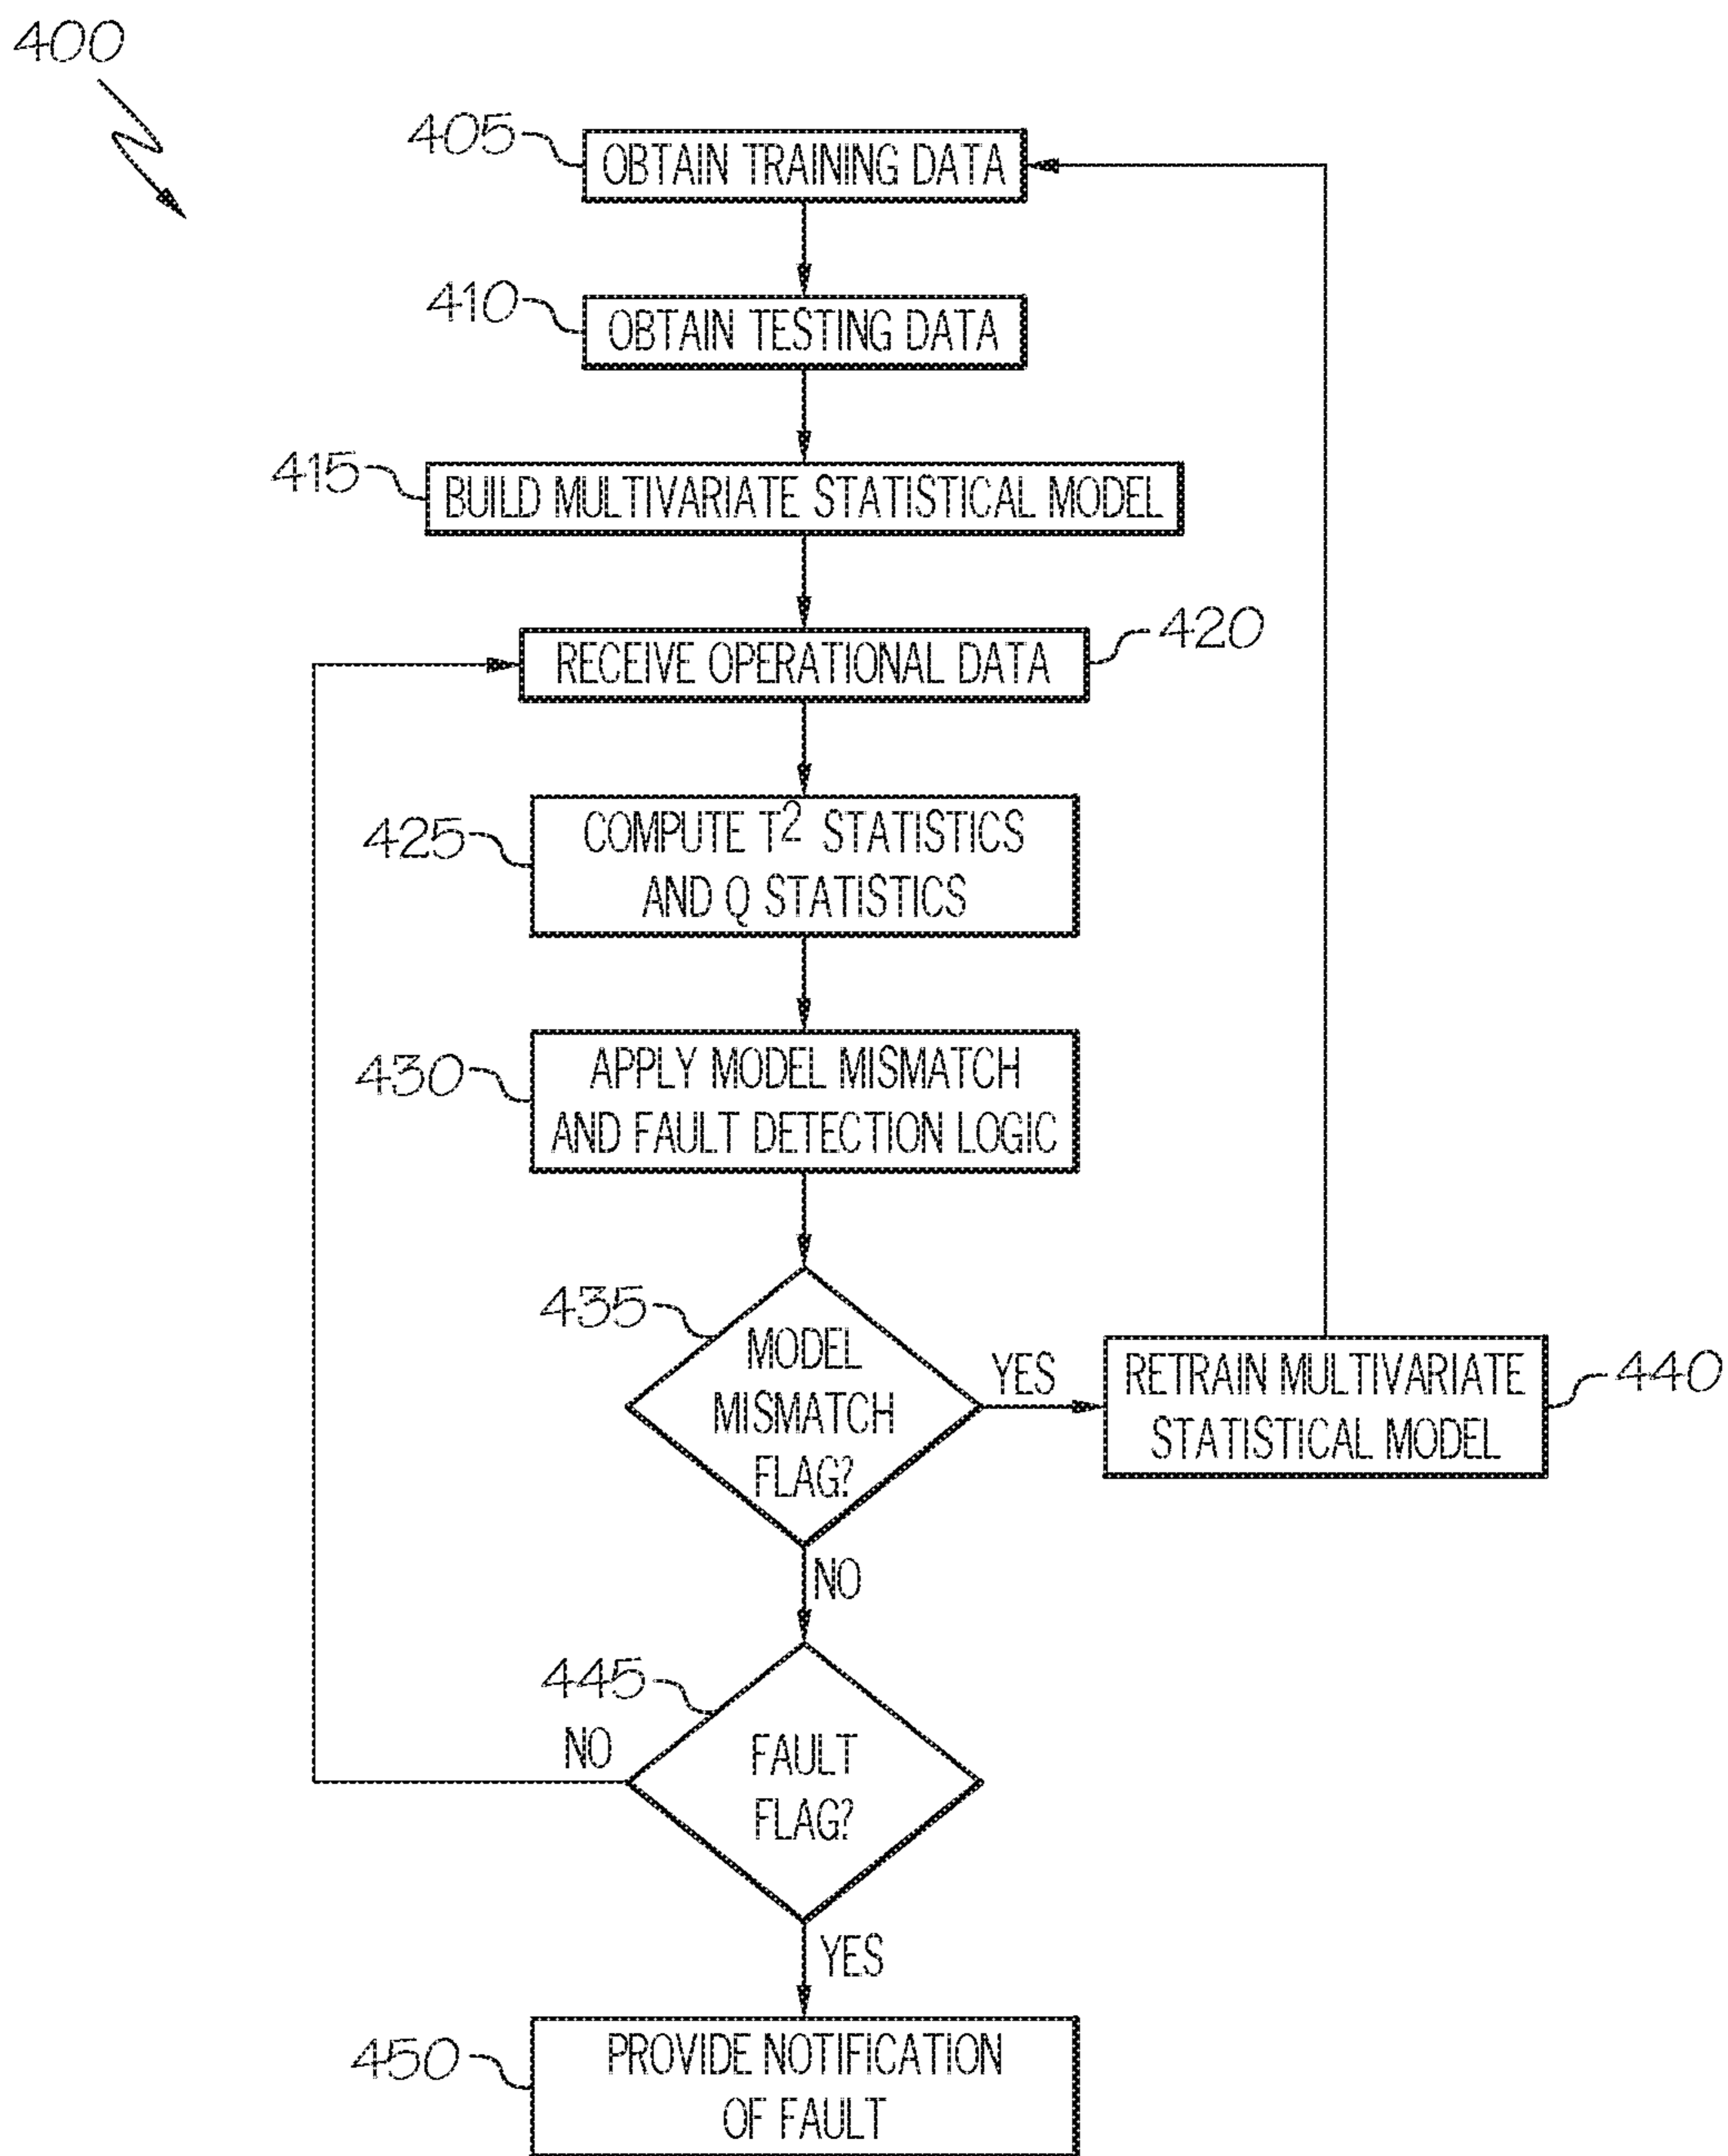 400
405
OBTAIN TRAINING DATA
410
OBTAIN TESTING DATA
415
BUILD MULTIVARIATE STATISTICAL MODEL
RECEIVE OPERATIONAL DATA
420
425
COMPUTE T² STATISTICS
AND Q STATISTICS
430
APPLY MODEL MISMATCH
AND FAULT DETECTION LOGIC
435
MODEL
MISMATCH
FLAG?
YES
RETRAIN MULTIVARIATE
STATISTICAL MODEL
440
NO
445
NO
FAULT
FLAG?
YES
450
PROVIDE NOTIFICATION
OF FAULT